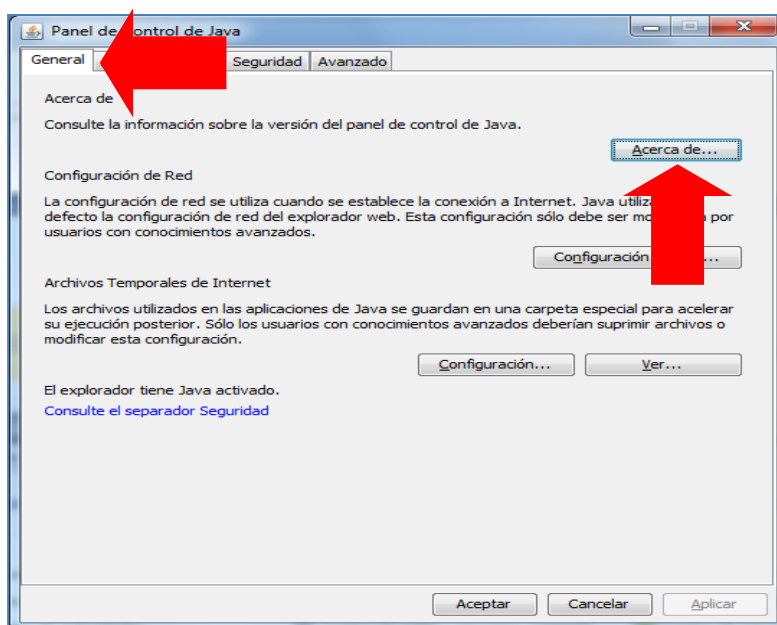 Panel de Control de Java
General
Seguridad
Avanzado
Acerca de
Consulte la información sobre la versión del panel de control de Java.
Acerca de...
Configuración de Red
La configuración de red se utiliza cuando se establece la conexión a Internet. Java
defecto la configuración de red del explorador web. Esta configuración sólo debe ser por
usuarios con conocimientos avanzados.
Configuración ...
Archivos Temporales de Internet
Los archivos utilizados en las aplicaciones de Java se guardan en una carpeta especial para acelerar
su ejecución posterior. Sólo los usuarios con conocimientos avanzados deberían suprimir archivos o
modificar esta configuración.
Configuración...
Ver...
El explorador tiene Java activado.
Consulte el separador Seguridad
Aceptar
Cancelar
Aplicar